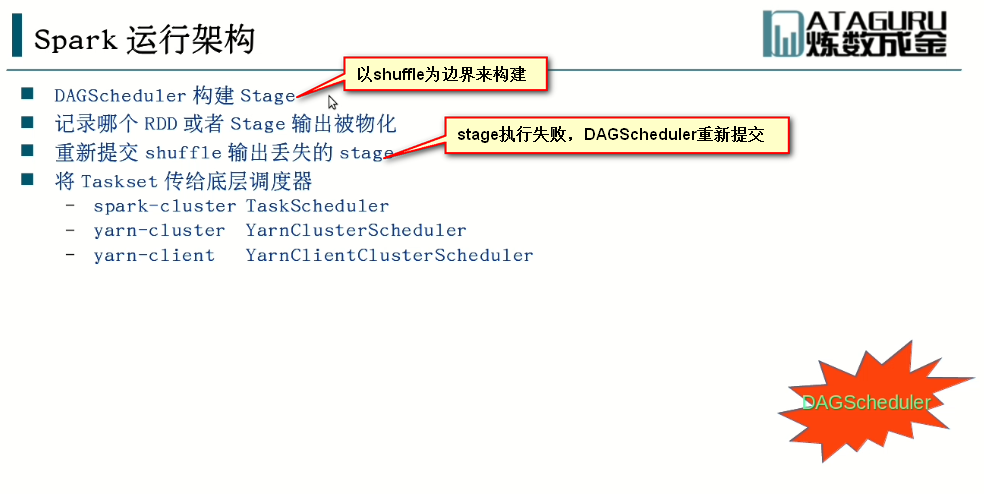 Spark 运行架构
DATAGURU
炼数成金
以shuffle为边界来构建
■ DAGScheduler 构建 Stage
■ 记录哪个 RDD 或者 Stage 输出被物化
stage执行失败，DAGScheduler重新提交
■ 重新提交 shuffle 输出丢失的 stage
■ 将 Taskset 传给底层调度器
- spark-cluster TaskScheduler
- yarn-cluster YarnClusterScheduler
- yarn-client YarnClientClusterScheduler
DAGScheduler